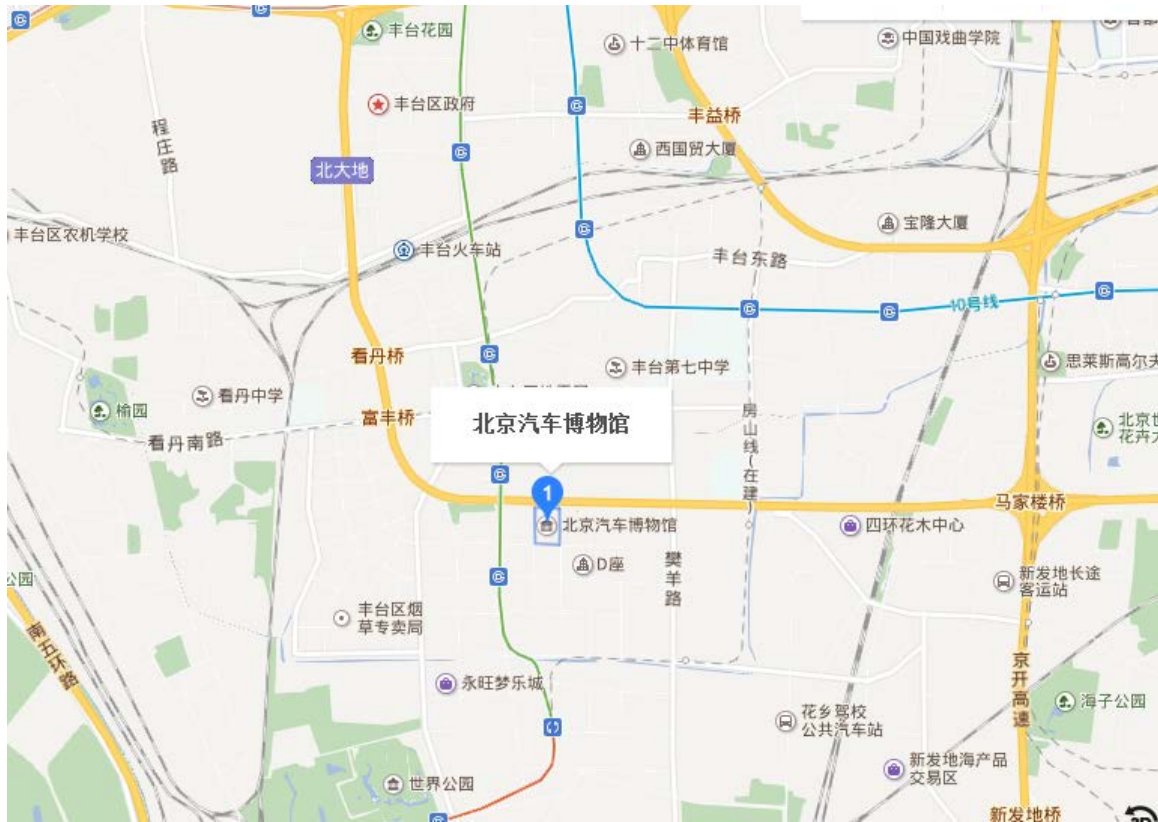 丰台花园
十二中体育馆
中国戏曲学院
丰台区政府
丰益桥
程庄路
西国贸大厦
北大地
丰台区农机学校
宝隆大厦
丰台火车站
丰台东路
10号线
看丹桥
丰台第七中学
思莱斯高尔夫
看丹中学
榆园
富丰桥
房山线(在建)
北京世
花卉大
看丹南路
北京汽车博物馆
1
马家楼桥
北京汽车博物馆
四环花木中心
D座
樊羊路
新发地长途
客运站
公园
丰台区烟
草专卖局
南五环路
京开高速
永旺梦乐城
海子公园
花乡驾校
公共汽车站
新发地海产品
交易区
世界公园
新发地桥